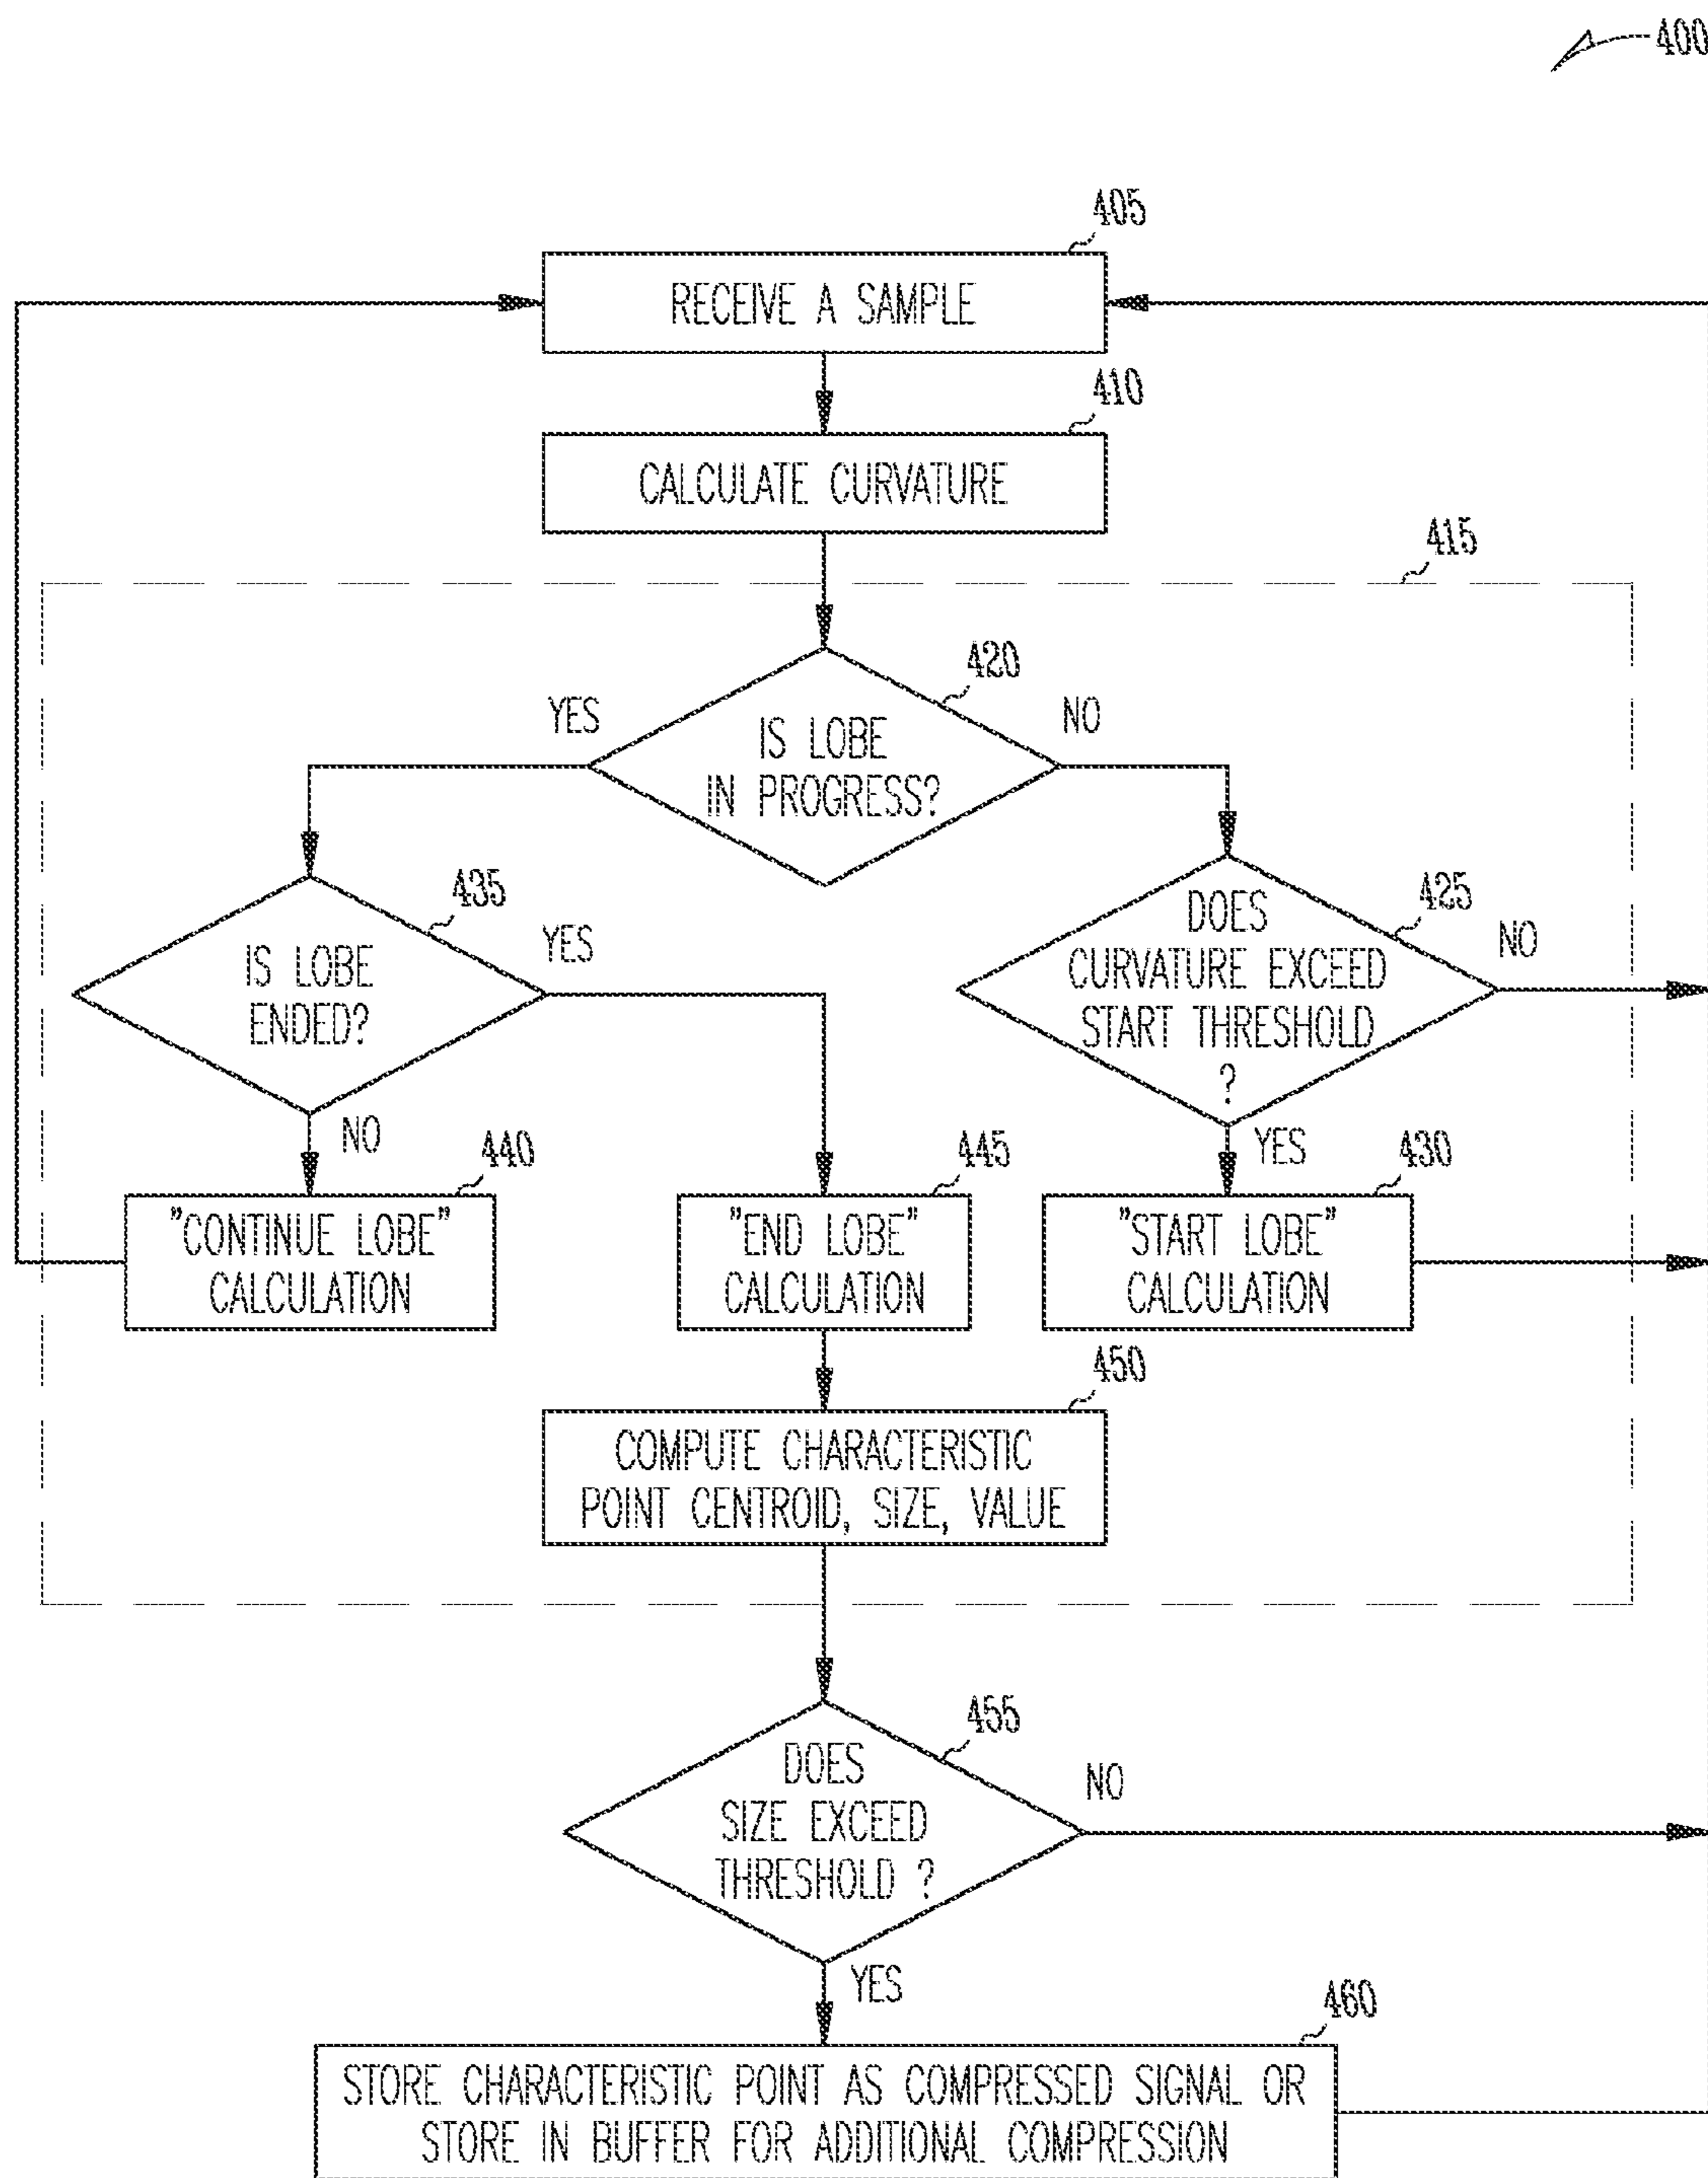 400
405
RECEIVE A SAMPLE
410
CALCULATE CURVATURE
415
420
YES
NO
IS LOBE
IN PROGRESS?
435
425
IS LOBE
ENDED?
YES
DOES
CURVATURE EXCEED
START THRESHOLD
?
NO
NO
YES
440
445
430
"CONTINUE LOBE"
CALCULATION
"END LOBE"
CALCULATION
"START LOBE"
CALCULATION
450
COMPUTE CHARACTERISTIC
POINT CENTROID, SIZE, VALUE
455
DOES
SIZE EXCEED
THRESHOLD ?
NO
YES
460
STORE CHARACTERISTIC POINT AS COMPRESSED SIGNAL OR
STORE IN BUFFER FOR ADDITIONAL COMPRESSION